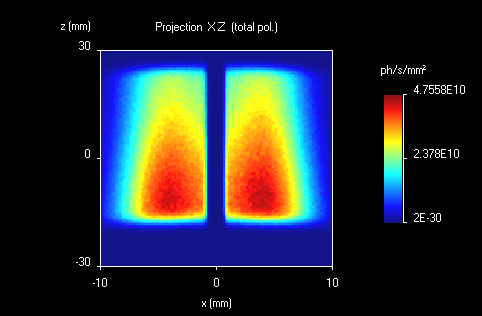 z (mm)
Projection XZ (total pol.)
30
0
-30
-10
0
10
x (mm)
ph/s/mm²
4.7558E10
2.378E10
2E-30